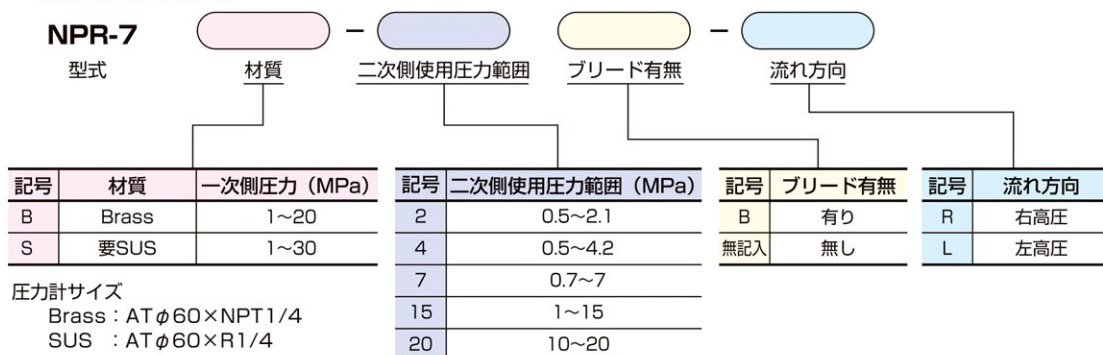 NPR-7 － －
型式 材質 二次側使用圧力範囲 ブリード有無 流れ方向
記号 材質 一次側圧力（MPa）
B Brass 1〜20
S 要SUS 1〜30
圧力計サイズ
Brass：ATφ60×NPT1/4
SUS ：ATφ60×R1/4
記号 二次側使用圧力範囲（MPa）
2 0.5〜2.1
4 0.5〜4.2
7 0.7〜7
15 1〜15
20 10〜20
記号 ブリード有無
B 有り
無記入 無し
記号 流れ方向
R 右高圧
L 左高圧